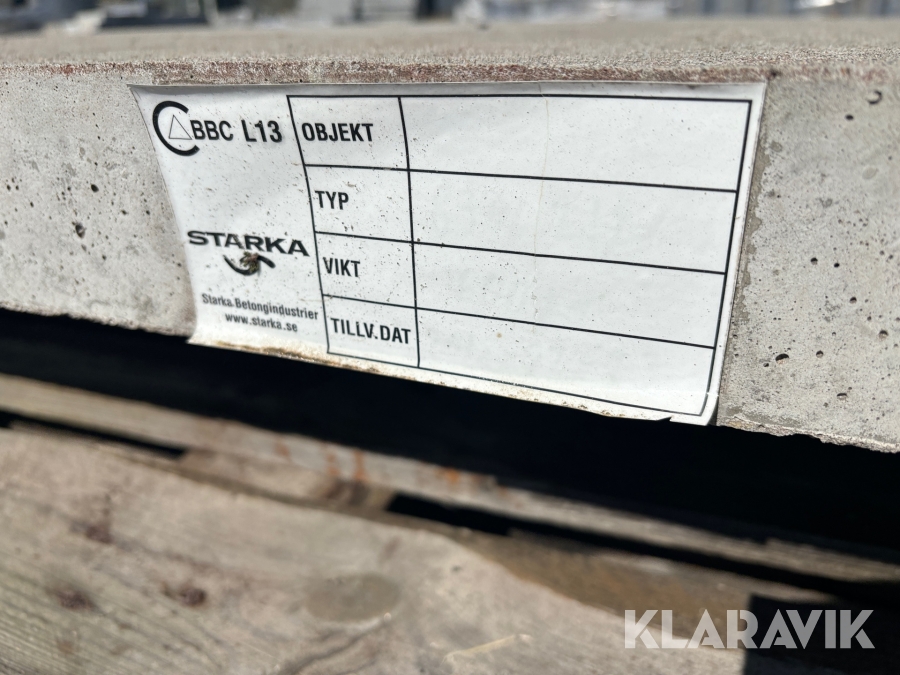 BBC L13
STARKA
Starka Betongindustrier
www.starka.se
OBJEKT
TYP
VIKT
TILLV.DAT
KLARAVIK